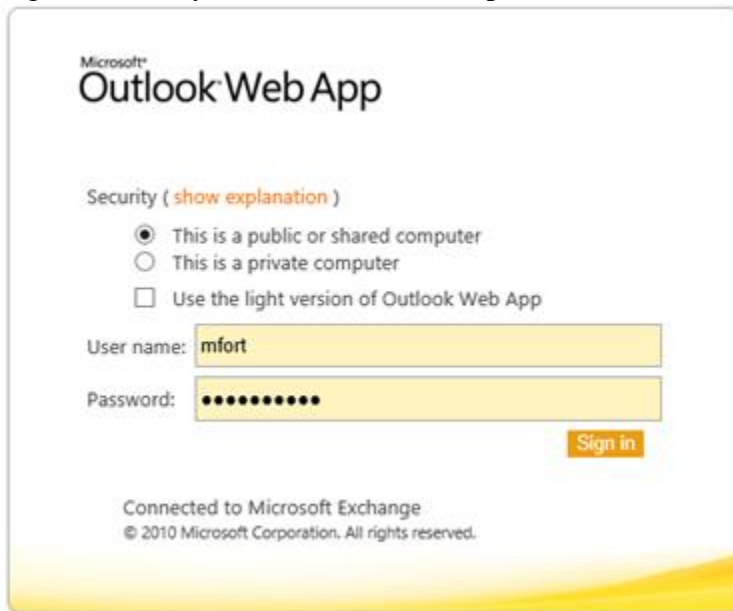 Microsoft®
Outlook Web App
Security ( show explanation )
This is a public or shared computer
This is a private computer
Use the light version of Outlook Web App
User name: mfort
Password: ••••••••••
Sign in
Connected to Microsoft Exchange
© 2010 Microsoft Corporation. All rights reserved.